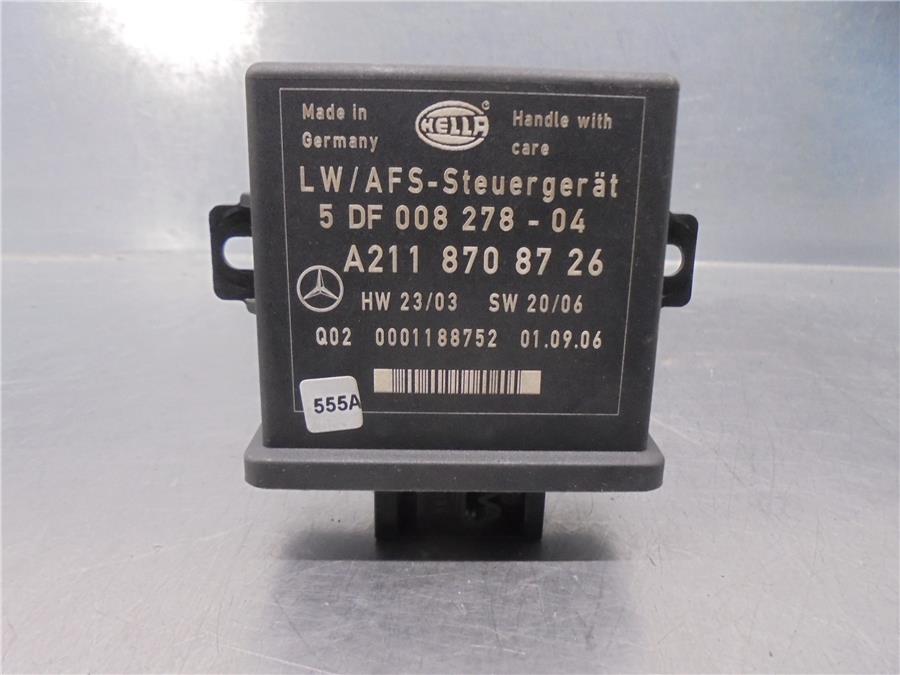 Made in Germany
HELLA
©
Handle with care
LW/AFS-Steuergerät
5 DF 008 278 - 04
A211 870 87 26
HW 23/03 SW 20/06
Q02 0001188752 01.09.06
555A